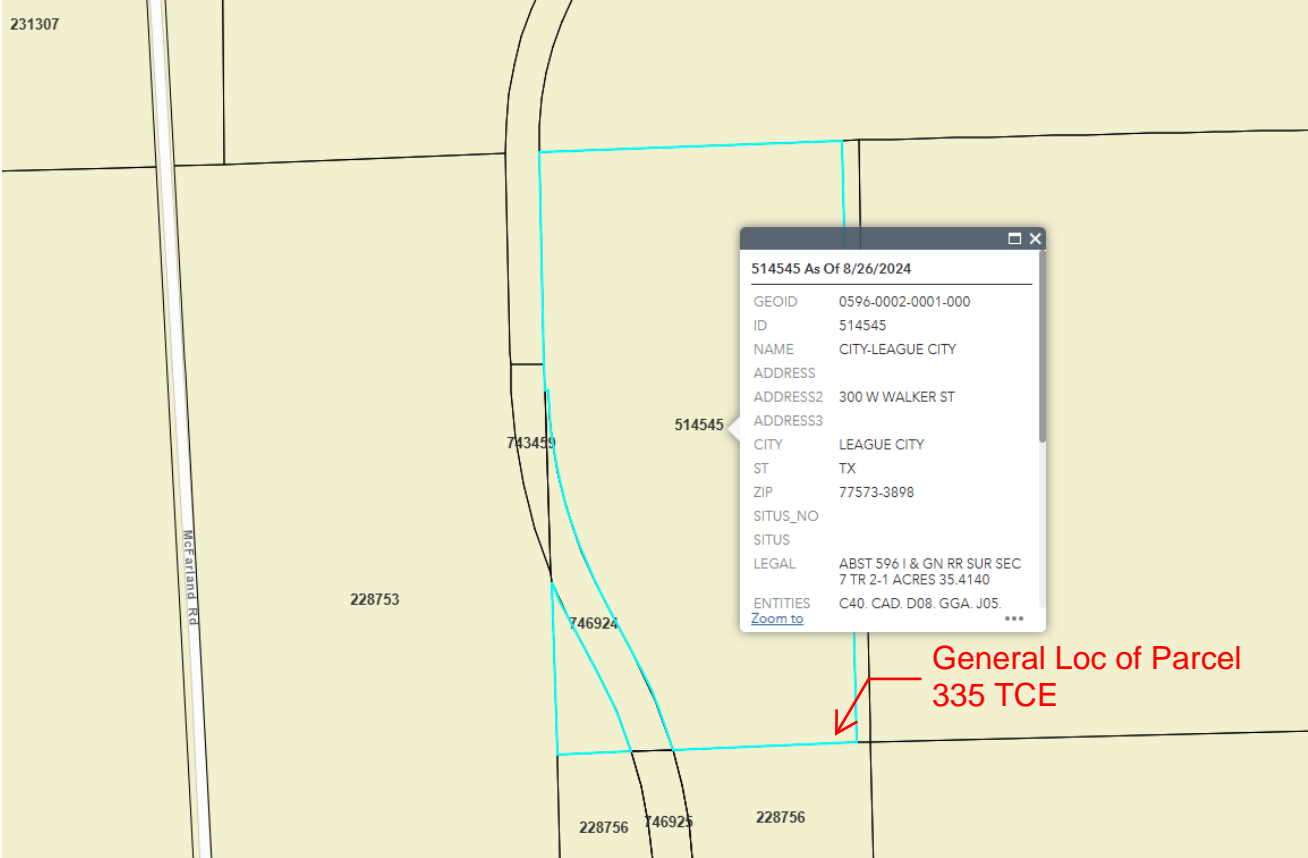 231307
514545 As Of 8/26/2024
GEOID 0596-0002-0001-000
ID 514545
NAME CITY-LEAGUE CITY
ADDRESS
ADDRESS2 300 W WALKER ST
ADDRESS3
CITY LEAGUE CITY
ST TX
ZIP 77573-3898
SITUS_NO
SITUS
LEGAL ABST 596 I & GN RR SUR SEC
7 TR 2-1 ACRES 35.4140
ENTITIES C40. CAD. D08. GGA. J05.
Zoom to
514545
743459
McFarland Rd
228753
746924
General Loc of Parcel
335 TCE
228756
746925
228756